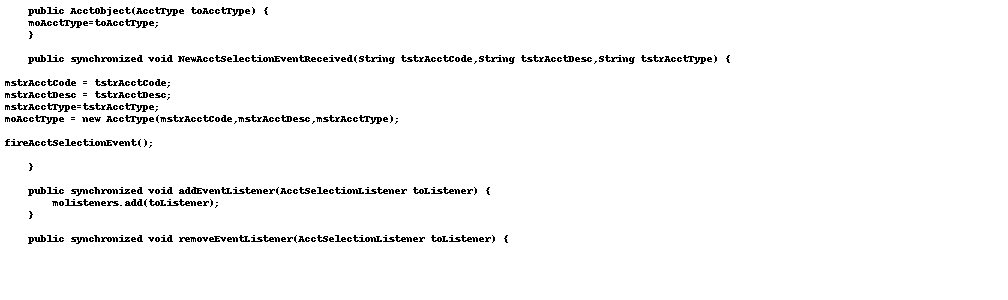 public AcctObject(AcctType toAcctType) {
moAcctType=toAcctType;
}
public synchronized void NewAcctSelectionEventReceived(String tstrAcctCode,String tstrAcctDesc,String tstrAcctType) {
mstrAcctCode = tstrAcctCode;
mstrAcctDesc = tstrAcctDesc;
mstrAcctType=tstrAcctType;
moAcctType = new AcctType(mstrAcctCode,mstrAcctDesc,mstrAcctType);
fireAcctSelectionEvent();
}
public synchronized void addEventListener(AcctSelectionListener toListener) {
molisteners.add(toListener);
}
public synchronized void removeEventListener(AcctSelectionListener toListener) {